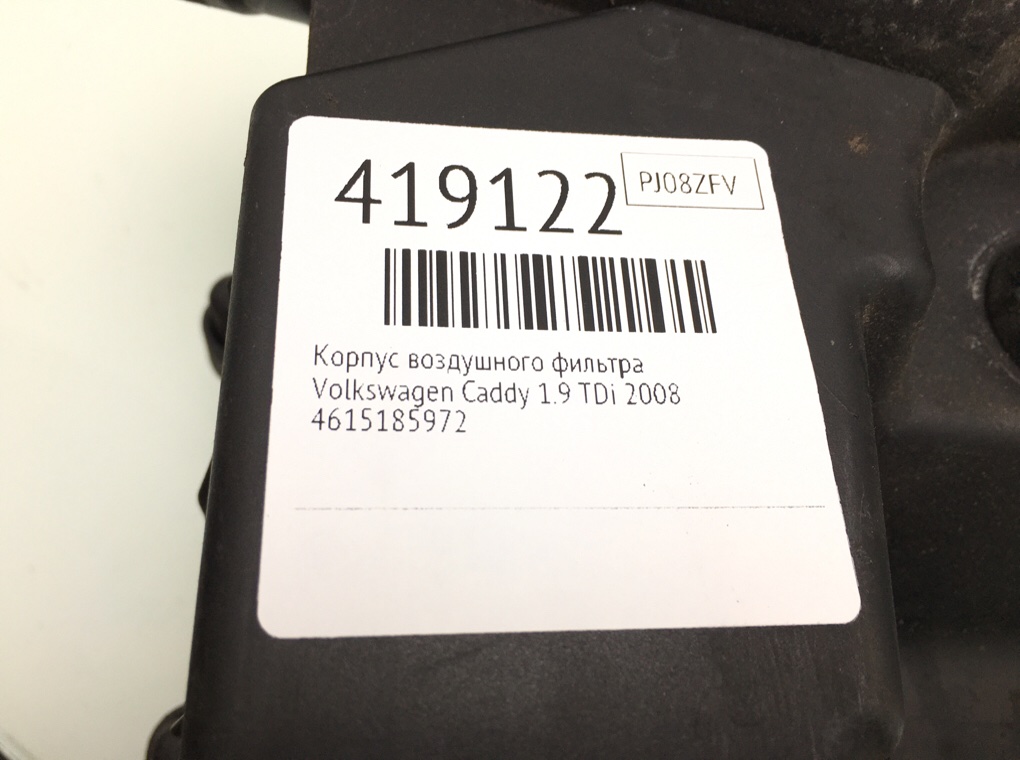 419122
PJ08ZFV
Корпус воздушного фильтра
Volkswagen Caddy 1.9 TDi 2008
4615185972